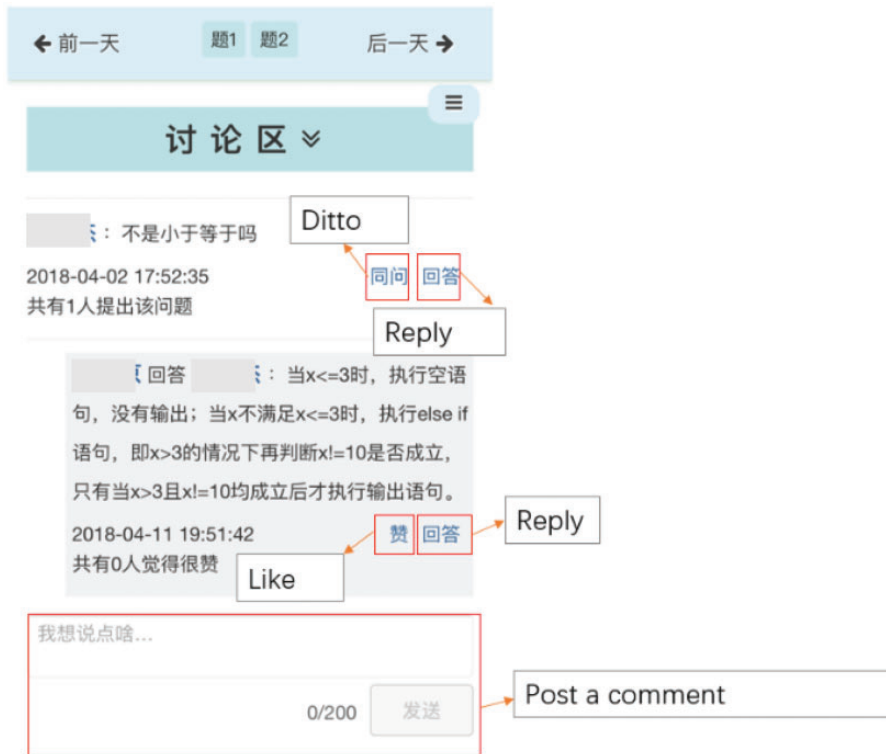 前一天 题1 题2 后一天
讨 论 区
：不是小于等于吗
Ditto
2018-04-02 17:52:35 同问 回答
共有1人提出该问题
Reply
回答 ：当x<=3时，执行空语
句，没有输出；当x不满足x<=3时，执行else if
语句，即x>3的情况下再判断x!=10是否成立，
只有当x>3且x!=10均成立后才执行输出语句。
2018-04-11 19:51:42 赞 回答
Reply
共有0人觉得很赞
Like
我想说点啥...
0/200 发送
Post a comment